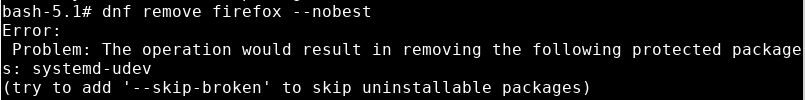 bash-5.1# dnf remove firefox --nobest
Error:
 Problem: The operation would result in removing the following protected package
s: systemd-udev
(try to add '--skip-broken' to skip uninstallable packages)